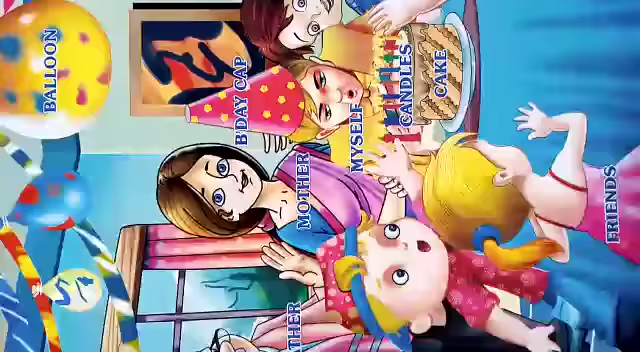 BALLOON
B'DAY CAP
CANDLES
CAKE
MYSELF
MOTHER
FRIENDS